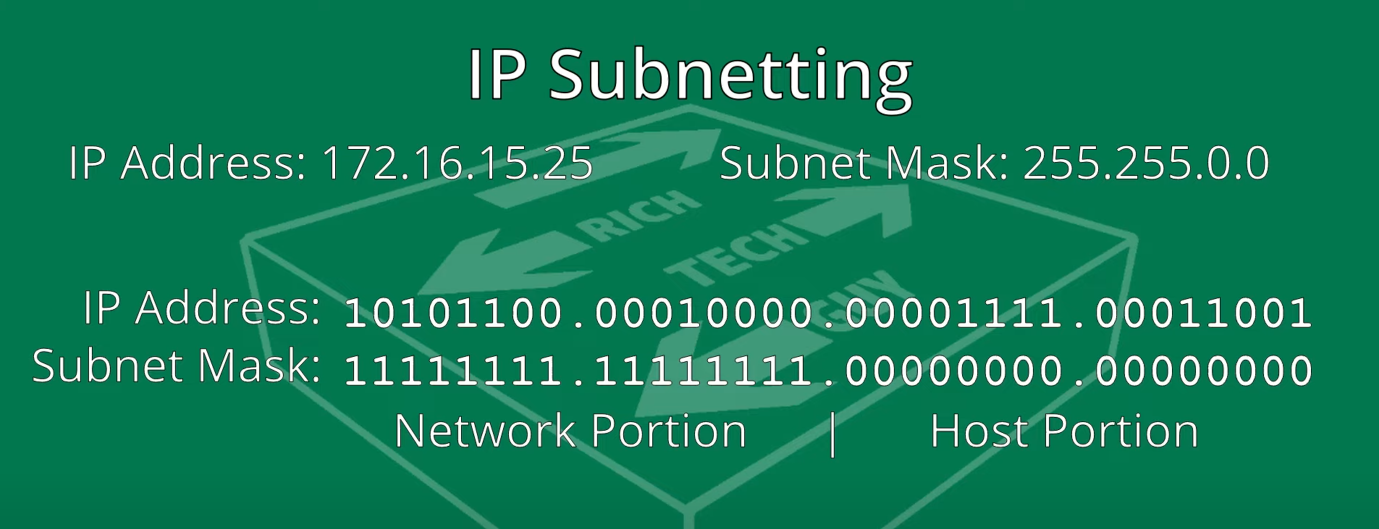 IP Subnetting
IP Address: 172.16.15.25 Subnet Mask: 255.255.0.0
RICH
TECH
GUY
IP Address: 10101100.00010000.00001111.00011001
Subnet Mask: 11111111.11111111.00000000.00000000
Network Portion | Host Portion